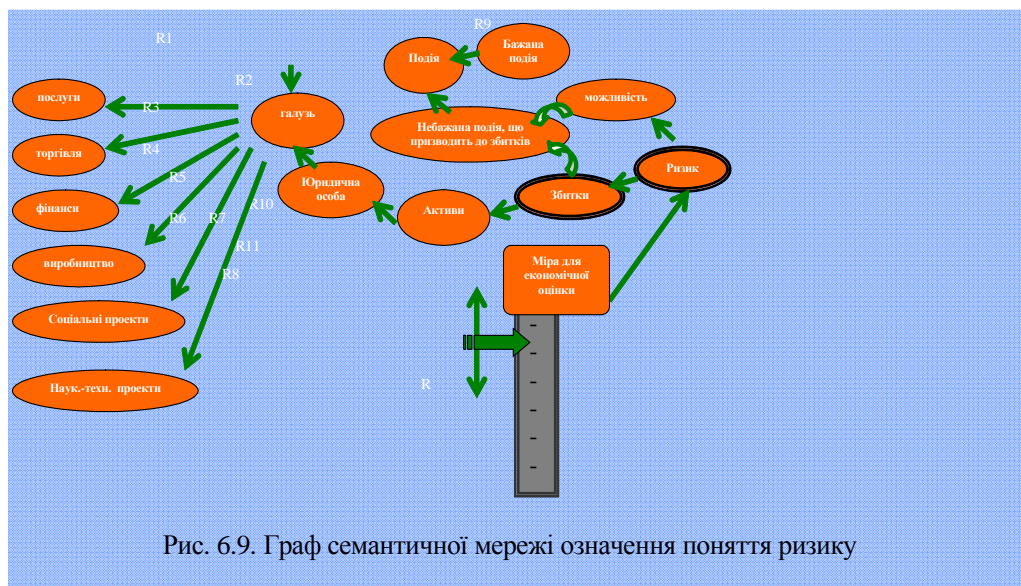 R1
R9
Подія
Бажана
подія
R2
послуги
R3
галузь
можливість
Небажана подія, що
призводить до збитків
торгівля
R4
Ризик
R5
Юридична
особа
Збитки
фінанси
R6
R7
R10
Активи
R11
виробництво
R8
Міра для
економічної
оцінки
Соціальні проекти
R
Наук.-техн. проекти
Рис. 6.9. Граф семантичної мережі означення поняття ризику